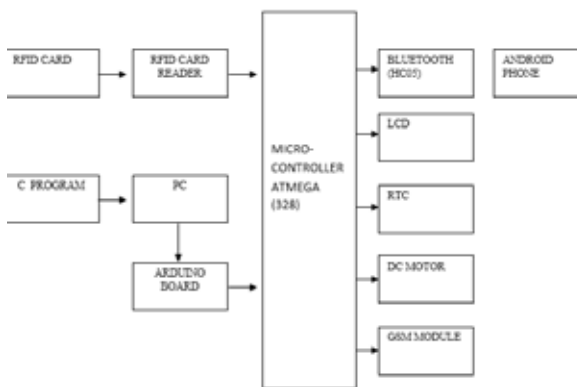 RFID CARD
RFID CARD
READER
BLUETOOTH
(HC05)
ANDROID
PHONE
LCD
MICRO-
CONTROLLER
ATMEGA
(328)
C PROGRAM
PC
RTC
ARDUINO
BOARD
DC MOTOR
GSM MODULE